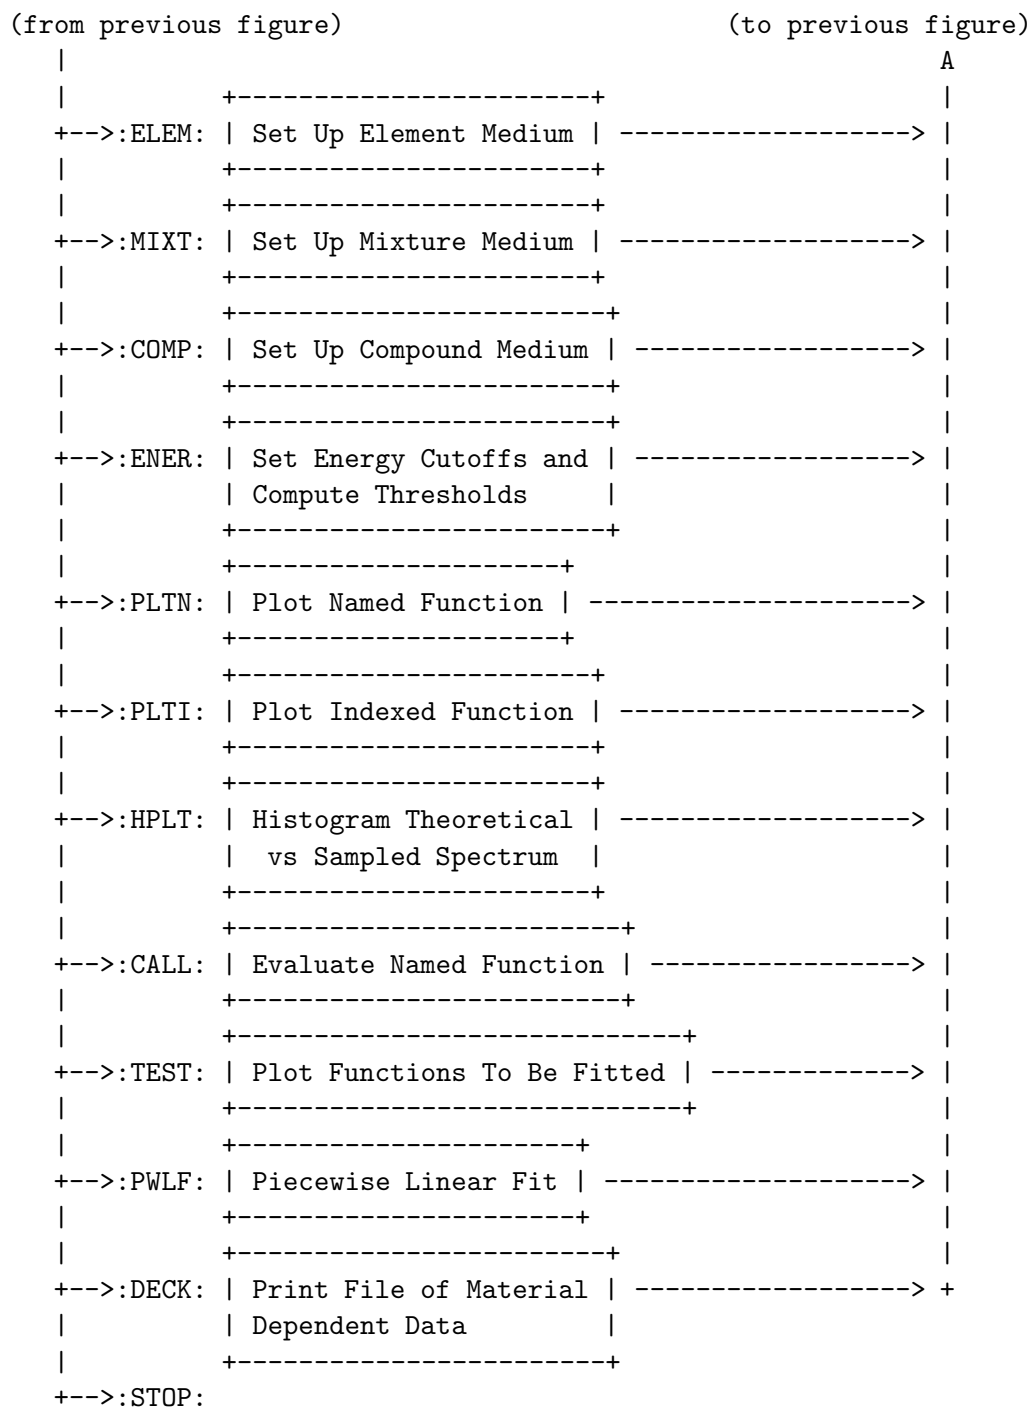 (from previous figure) (to previous figure)
| A
| +-----------------------+ |
+-->:ELEM: | Set Up Element Medium | -------------------> |
| +-----------------------+ |
| +-----------------------+ |
+-->:MIXT: | Set Up Mixture Medium | -------------------> |
| +-----------------------+ |
| +------------------------+ |
+-->:COMP: | Set Up Compound Medium | ------------------> |
| +------------------------+ |
| +------------------------+ |
+-->:ENER: | Set Energy Cutoffs and | ------------------> |
| | Compute Thresholds | |
| +------------------------+ |
| +---------------------+ |
+-->:PLTN: | Plot Named Function | ---------------------> |
| +---------------------+ |
| +-----------------------+ |
+-->:PLTI: | Plot Indexed Function | -------------------> |
| +-----------------------+ |
| +-----------------------+ |
+-->:HPLT: | Histogram Theoretical | -------------------> |
| | vs Sampled Spectrum | |
| +-----------------------+ |
| +-------------------------+ |
+-->:CALL: | Evaluate Named Function | -----------------> |
| +-------------------------+ |
| +-----------------------------+ |
+-->:TEST: | Plot Functions To Be Fitted | -------------> |
| +-----------------------------+ |
| +----------------------+ |
+-->:PWLF: | Piecewise Linear Fit | --------------------> |
| +----------------------+ |
| +------------------------+ |
+-->:DECK: | Print File of Material | ------------------> +
| | Dependent Data |
| +------------------------+
+-->:STOP: